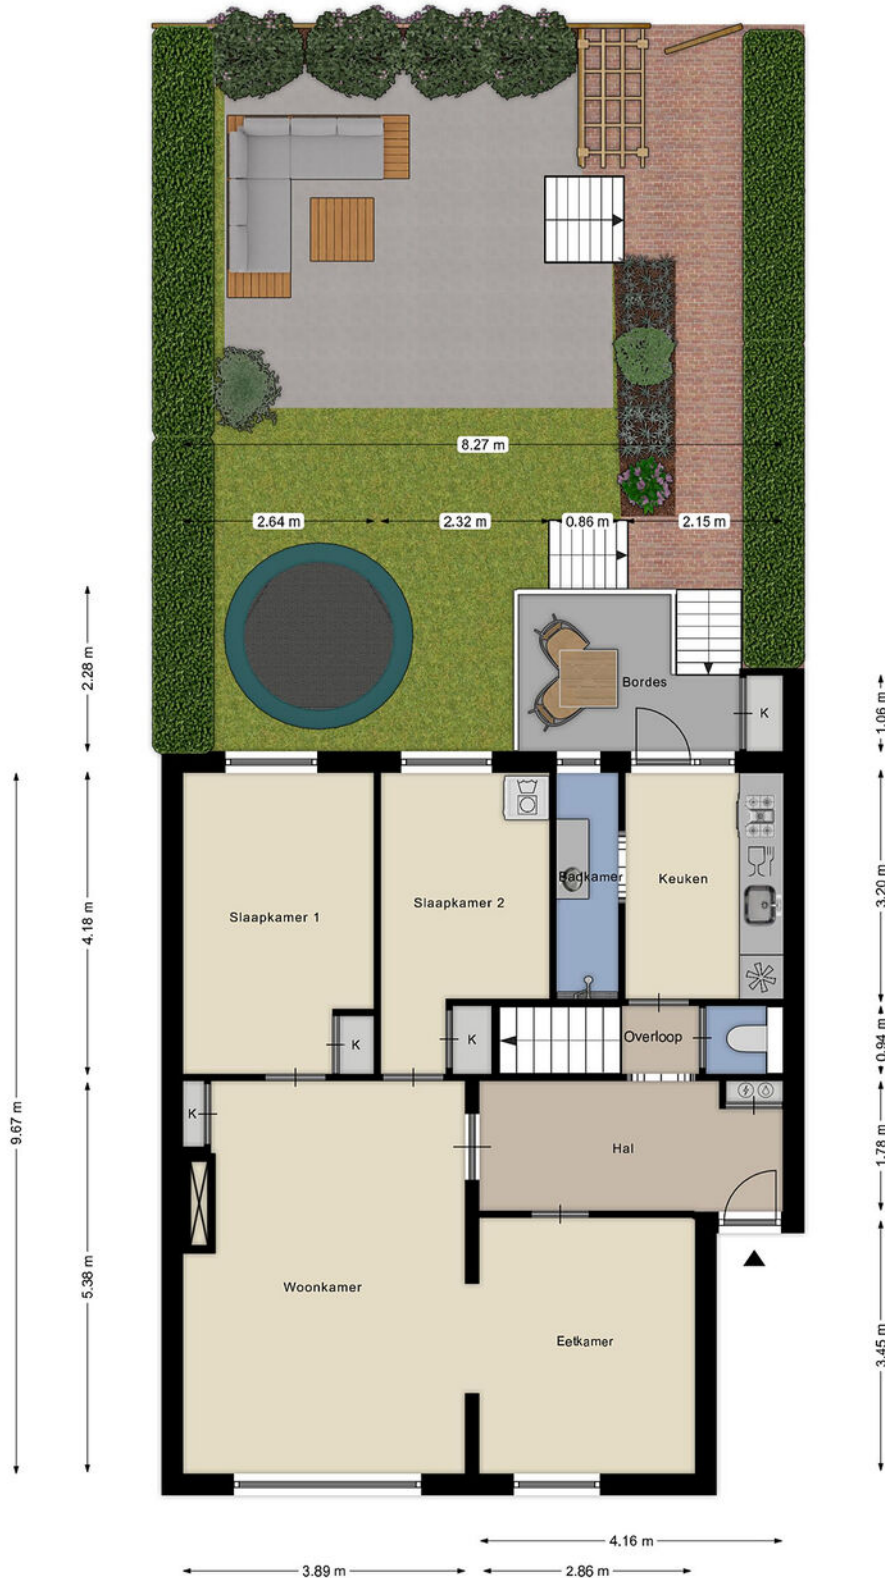 8.27 m
2.64 m
2.32 m
0.86 m
2.15 m
2.28 m
Bordes
K
1.06 m
Slaapkamer 1
Slaapkamer 2
Badkamer
Keuken
4.18 m
3.20 m
K
K
Overloop
0.94 m
K
Hal
1.78 m
9.67 m
5.38 m
Woonkamer
Eetkamer
3.45 m
4.16 m
3.89 m
2.86 m